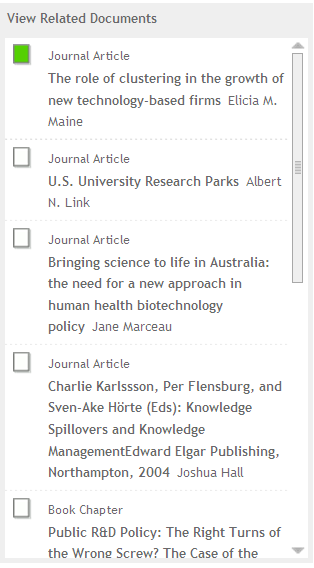 View Related Documents
Journal Article
The role of clustering in the growth of
new technology-based firms Elicia M.
Maine
Journal Article
U.S. University Research Parks Albert
N. Link
Journal Article
Bringing science to life in Australia:
the need for a new approach in
human health biotechnology
policy Jane Marceau
Journal Article
Charlie Karlssson, Per Flensburg, and
Sven-Ake Hörte (Eds): Knowledge
Spillovers and Knowledge
ManagementEdward Elgar Publishing,
Northampton, 2004 Joshua Hall
Book Chapter
Public R&D Policy: The Right Turns of
the Wrong Screw? The Case of the